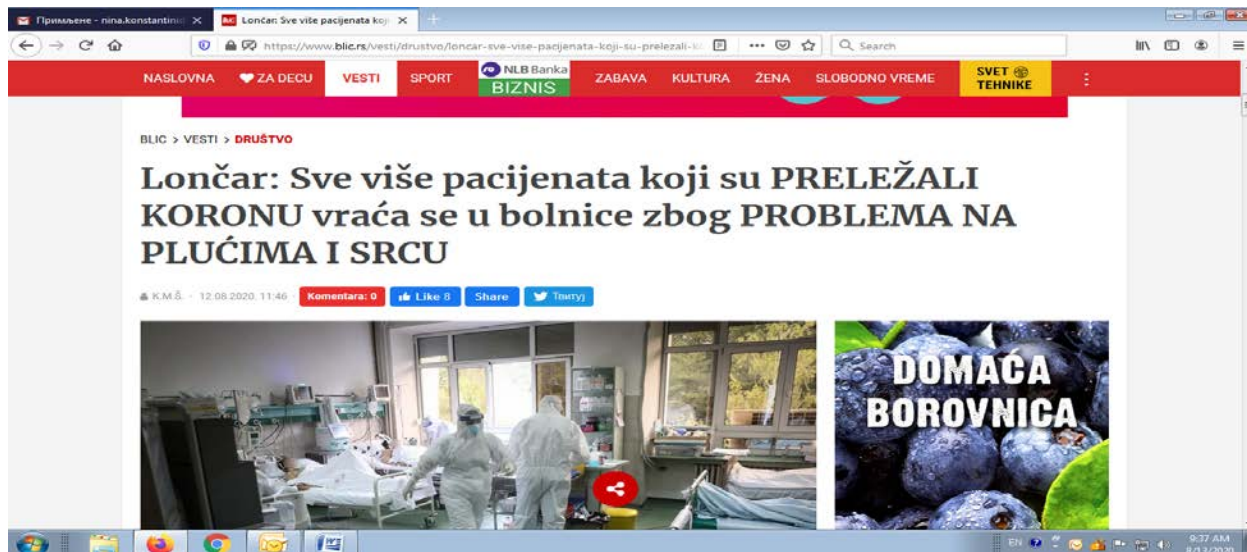 Примљене - nina.konstantini
Lončar: Sve više pacijenata koj
https://www.blic.rs/vesti/drustvo/loncar-sve-vise-pacijenata-koji-su-prelezali-k
Search
NASLOVNA ZA DECU VESTI SPORT NLB Banka BIZNIS ZABAVA KULTURA ŽENA SLOBODNO VREME SVET TEHNIKE
BLIC > VESTI > DRUŠTVO
Lončar: Sve više pacijenata koji su PRELEŽALI
KORONU vraća se u bolnice zbog PROBLEMA NA
PLUĆIMA I SRCU
K.M.Š. - 12.08.2020. 11:46 Komentara: 0 Like 8 Share Твитуј
DOMAĆA
BOROVNICA
EN 9:37 AM
8/13/2020